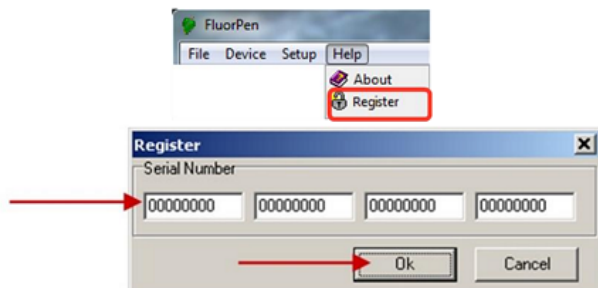 FluorPen
File Device Setup Help
About
Register
Register
Serial Number
00000000 00000000 00000000 00000000
Ok Cancel